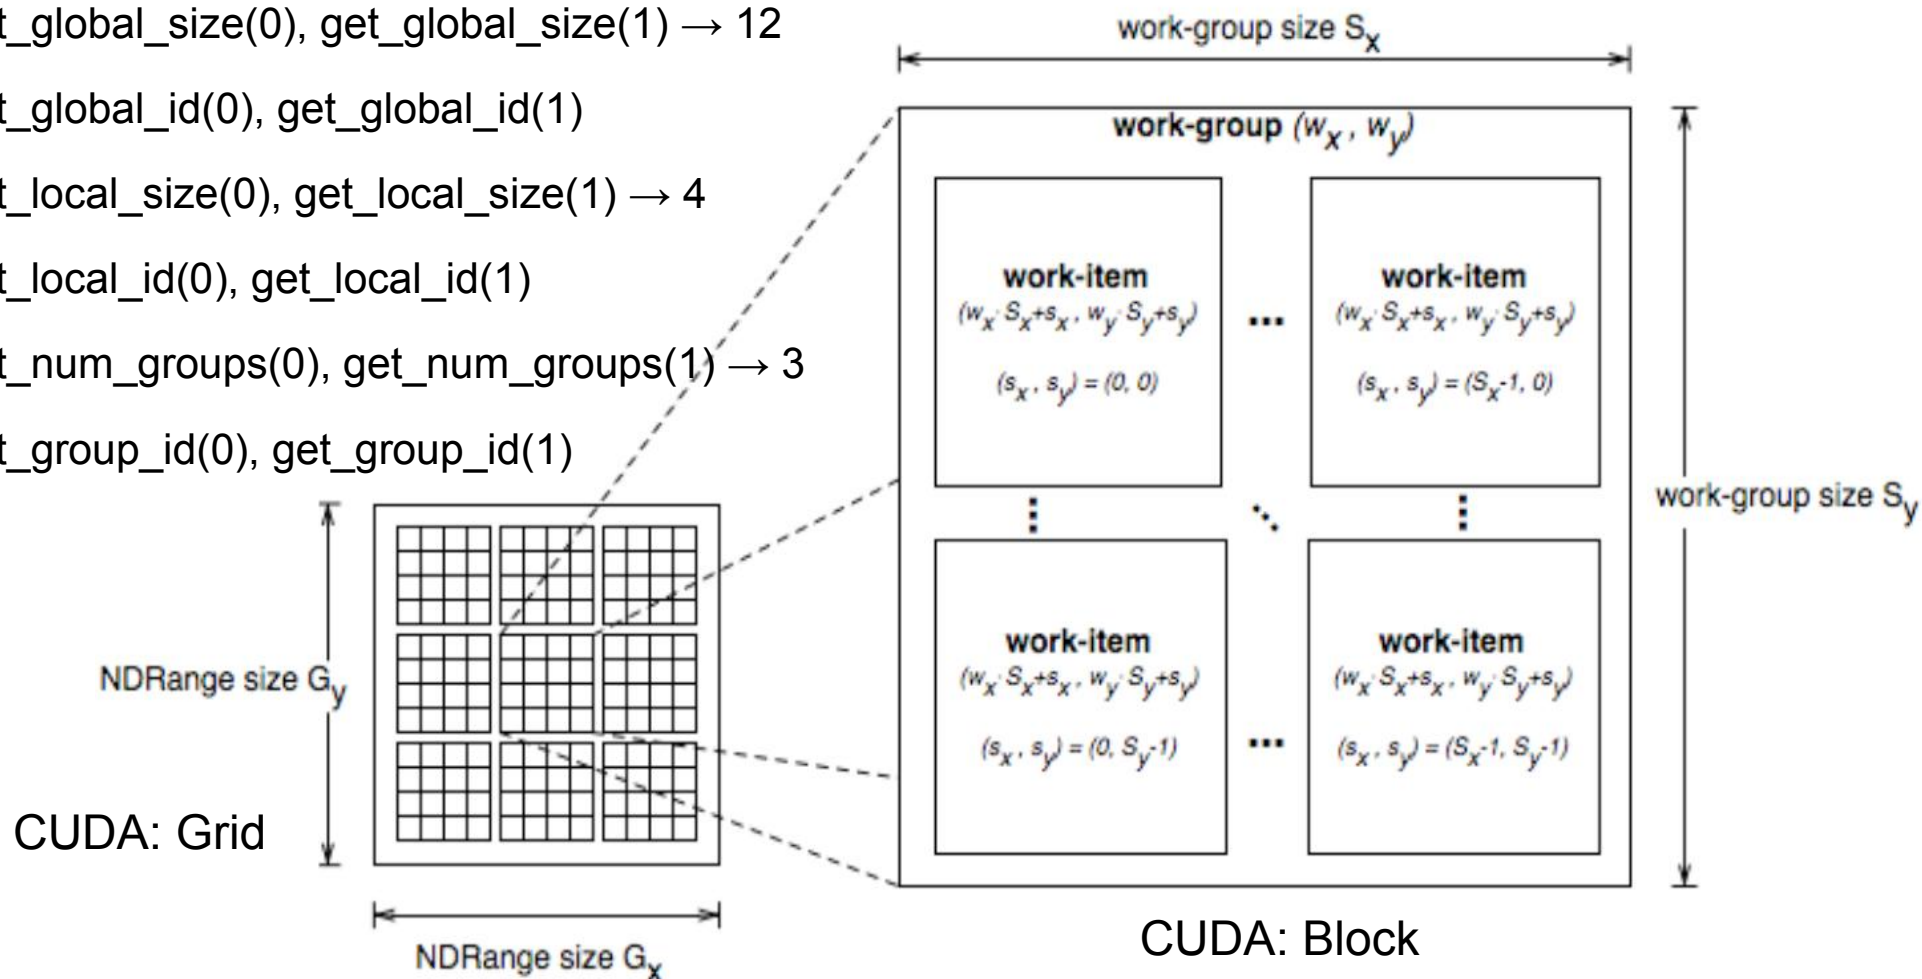 t_global_size(0), get_global_size(1) → 12
t_global_id(0), get_global_id(1)
t_local_size(0), get_local_size(1) → 4
t_local_id(0), get_local_id(1)
t_num_groups(0), get_num_groups(1) → 3
t_group_id(0), get_group_id(1)
NDRange size Gy
CUDA: Grid
NDRange size Gx
work-group size Sx
work-group (wx, wy)
work-item
(wx·Sx+sx, wy·Sy+sy)
(sx, sy) = (0, 0)
...
work-item
(wx·Sx+sx, wy·Sy+sy)
(sx, sy) = (Sx-1, 0)
work-group size Sy
work-item
(wx·Sx+sx, wy·Sy+sy)
(sx, sy) = (0, Sy-1)
...
work-item
(wx·Sx+sx, wy·Sy+sy)
(sx, sy) = (Sx-1, Sy-1)
CUDA: Block